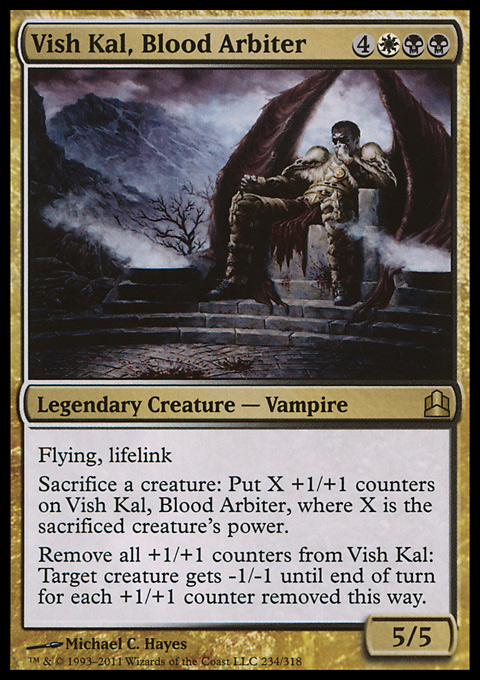 Vish Kal, Blood Arbiter 4
Legendary Creature — Vampire
Flying, lifelink
Sacrifice a creature: Put X +1/+1 counters
on Vish Kal, Blood Arbiter, where X is the
sacrificed creature's power.
Remove all +1/+1 counters from Vish Kal:
Target creature gets -1/-1 until end of turn
for each +1/+1 counter removed this way.
Michael C. Hayes
5/5
™ & © 1993–2011 Wizards of the Coast LLC 234/318